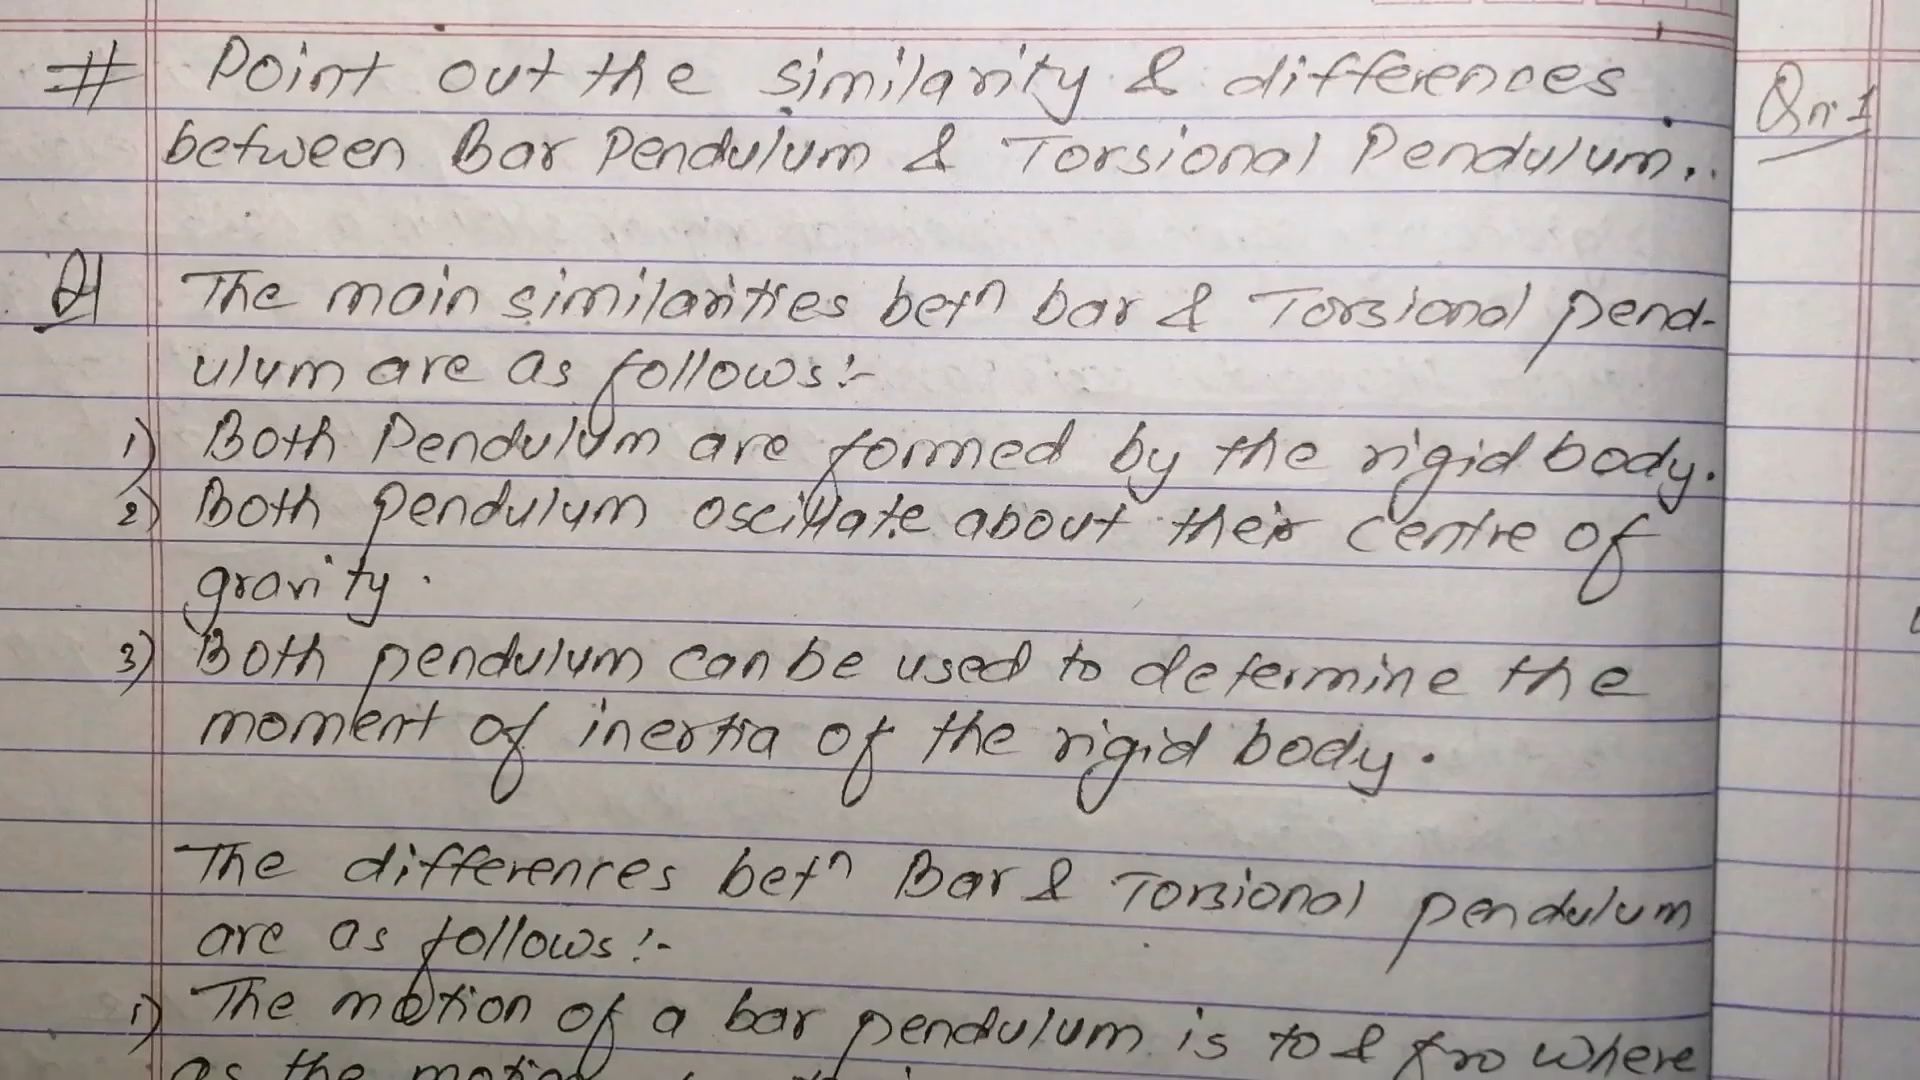 # Point out the similarity & differences
between Bar Pendulum & Torsional Pendulum..
Qn 1
The main similarities betn bar & Torsional pend-
ulum are as follows:-
1) Both Pendulum are formed by the rigid body.
2) Both pendulum oscillate about their centre of
gravity.
3) Both pendulum can be used to determine the
moment of inertia of the rigid body.
The differences betn Bar & Torsional pendulum
are as follows:-
1) The motion of a bar pendulum is to & fro where
as the motion